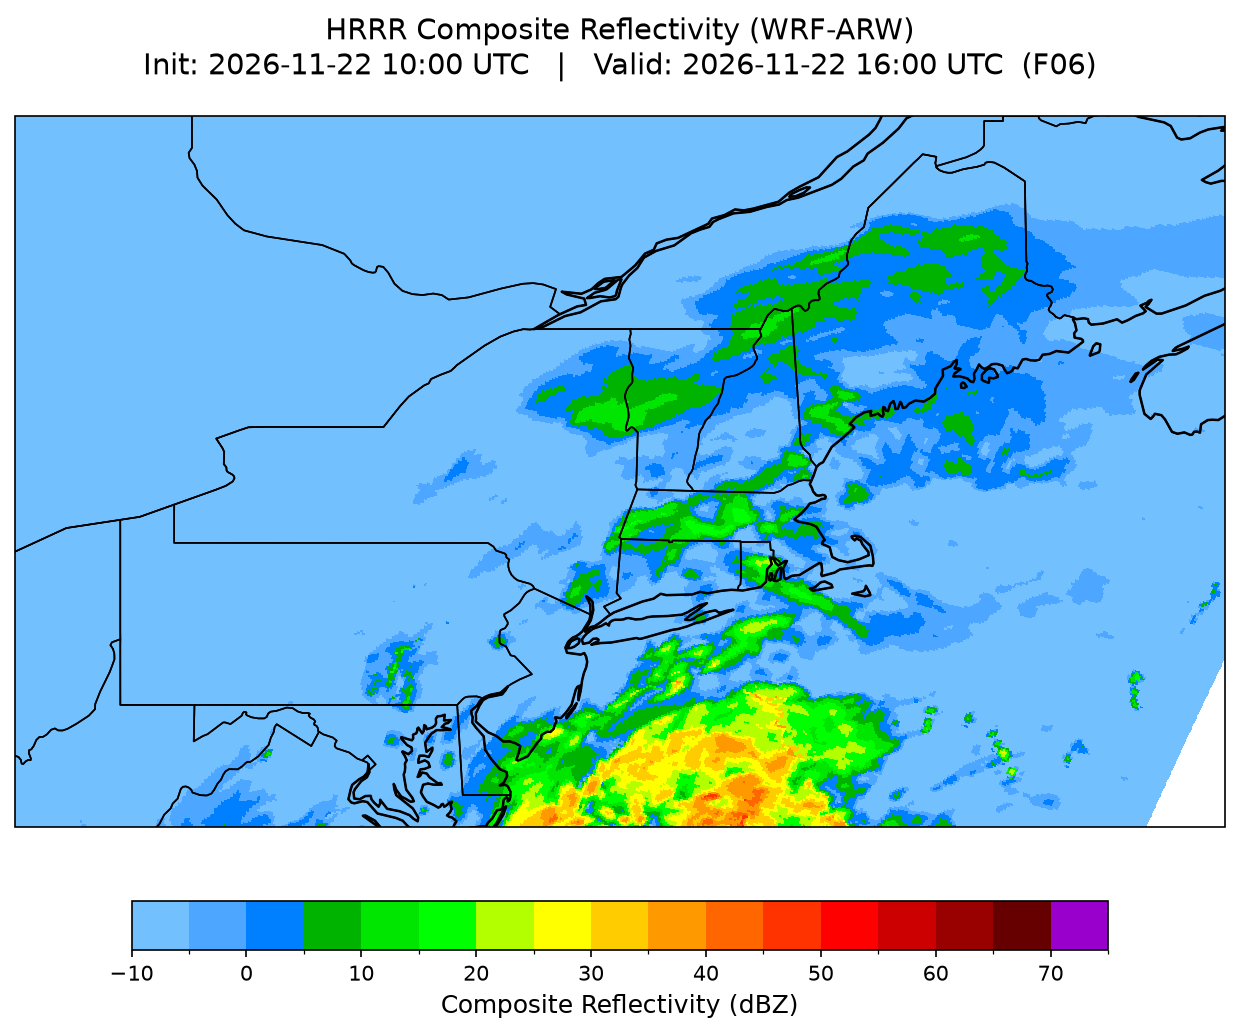 HRRR Composite Reflectivity (WRF-ARW)
Init: 2026-11-22 10:00 UTC | Valid: 2026-11-22 16:00 UTC (F06)
−10 0 10 20 30 40 50 60 70
Composite Reflectivity (dBZ)